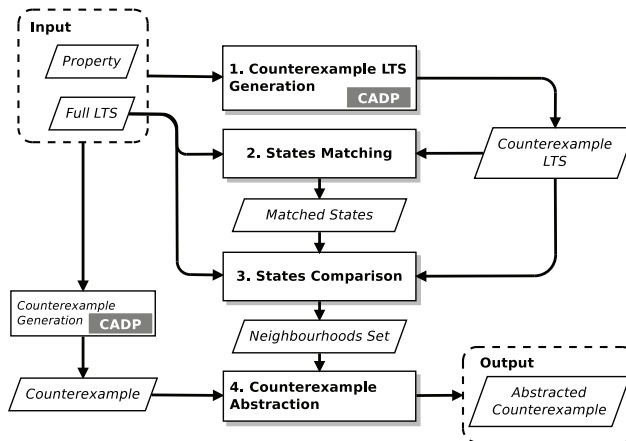 Input
Property
Full LTS
1. Counterexample LTS
Generation
CADP
2. States Matching
Counterexample
LTS
Matched States
3. States Comparison
Counterexample
Generation
CADP
Neighbourhoods Set
Counterexample
4. Counterexample
Abstraction
Output
Abstracted
Counterexample